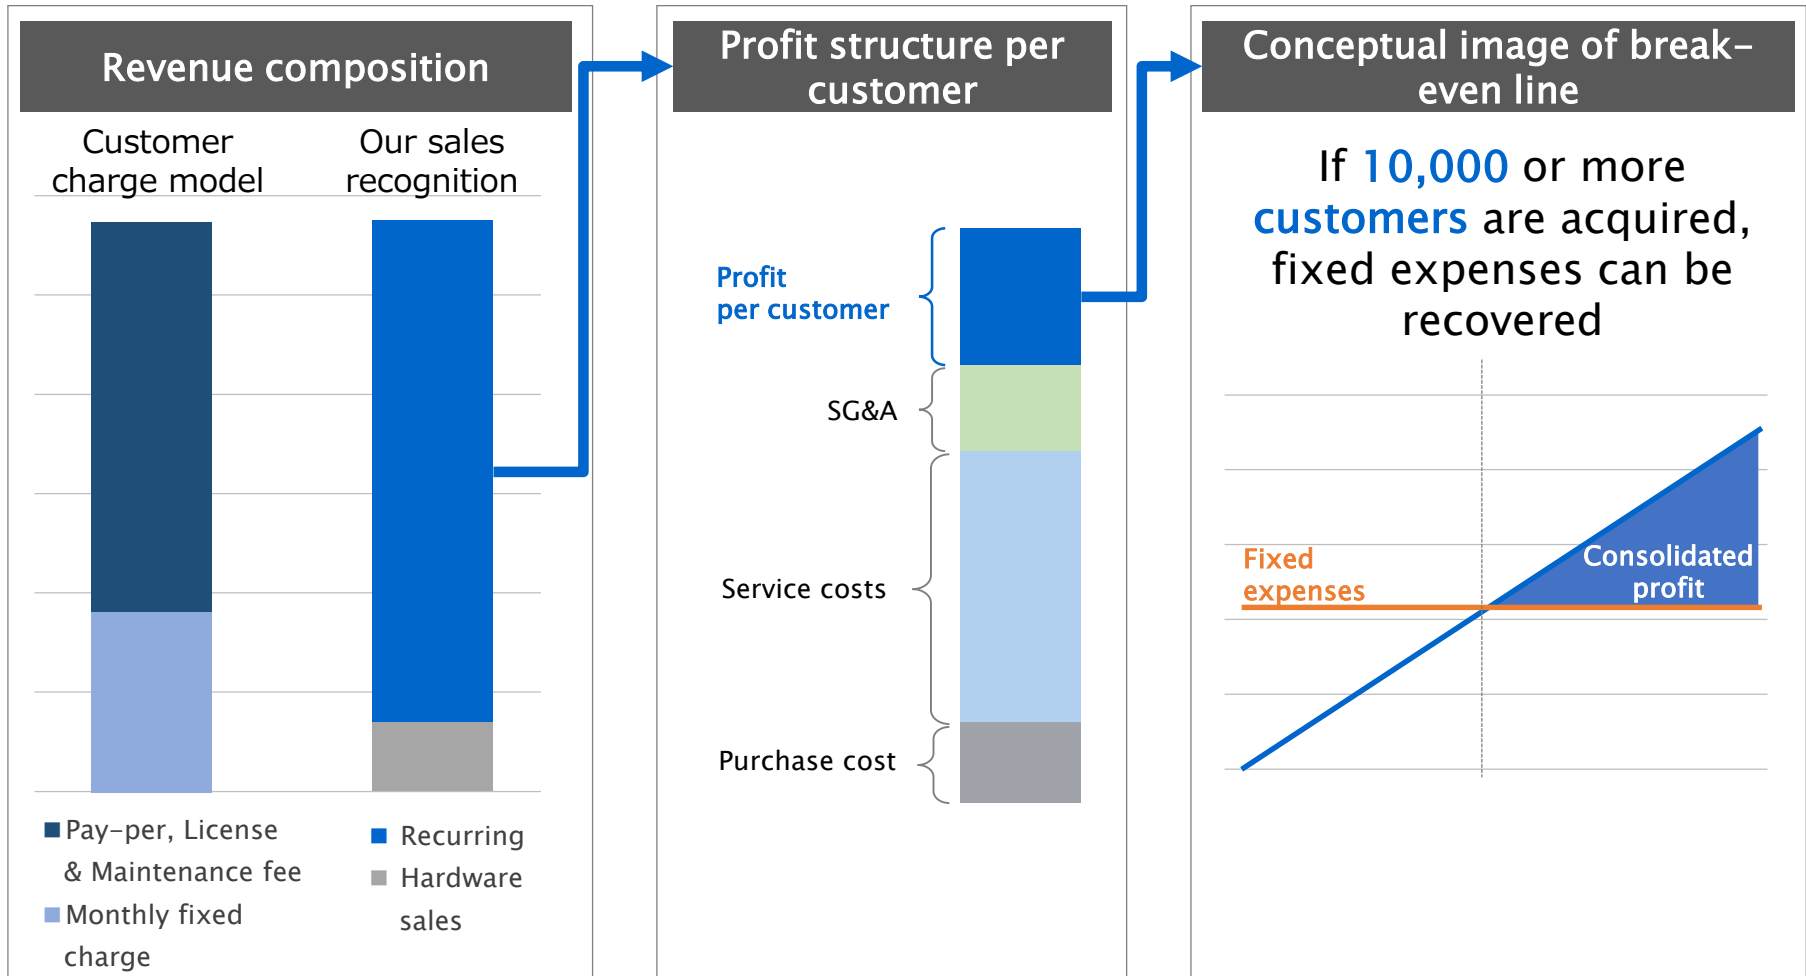 Revenue composition
Customer
charge model
Our sales
recognition
Pay-per, License
& Maintenance fee
Monthly fixed
charge
Recurring
Hardware
sales
Profit structure per
customer
Profit
per customer
SG&A
Service costs
Purchase cost
Conceptual image of break-
even line
If 10,000 or more
customers are acquired,
fixed expenses can be
recovered
Fixed
expenses
Consolidated
profit